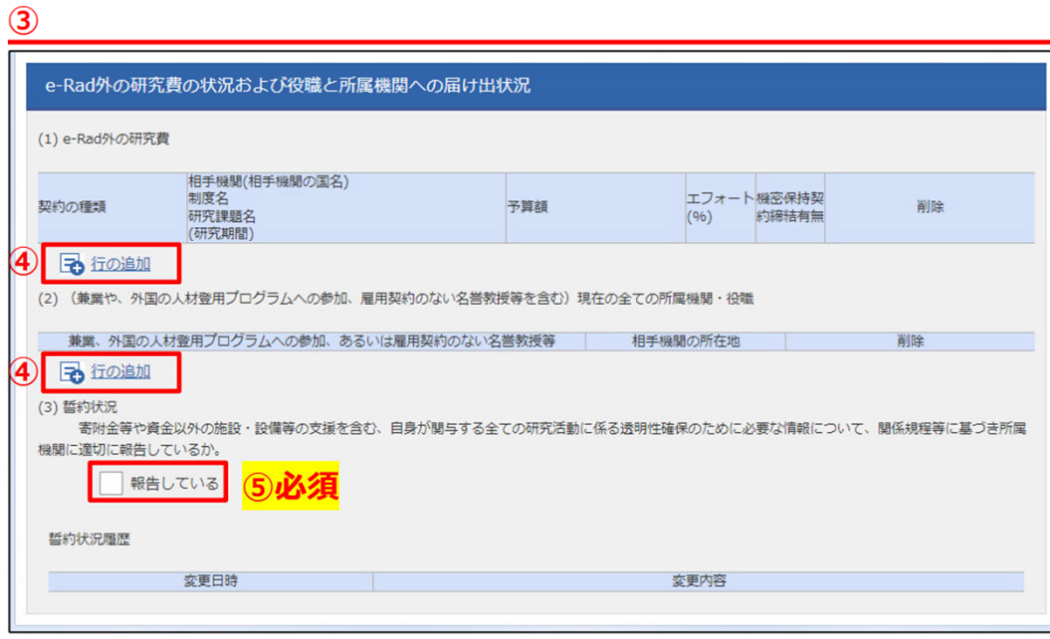 ③
e-Rad外の研究費の状況および役職と所属機関への届け出状況
(1) e-Rad外の研究費
契約の種類
相手機関(相手機関の国名)
制度名
研究課題名
(研究期間)
予算額
エフォート
(%)
機密保持契
約締結有無
削除
④
行の追加
(2) （兼業や、外国の人材登用プログラムへの参加、雇用契約のない名誉教授等を含む）現在の全ての所属機関・役職
兼業、外国の人材登用プログラムへの参加、あるいは雇用契約のない名誉教授等
相手機関の所在地
削除
④
行の追加
(3) 誓約状況
寄附金等や資金以外の施設・設備等の支援を含む、自身が関与する全ての研究活動に係る透明性確保のために必要な情報について、関係規程等に基づき所属
機関に適切に報告しているか。
報告している
⑤必須
誓約状況履歴
変更日時
変更内容